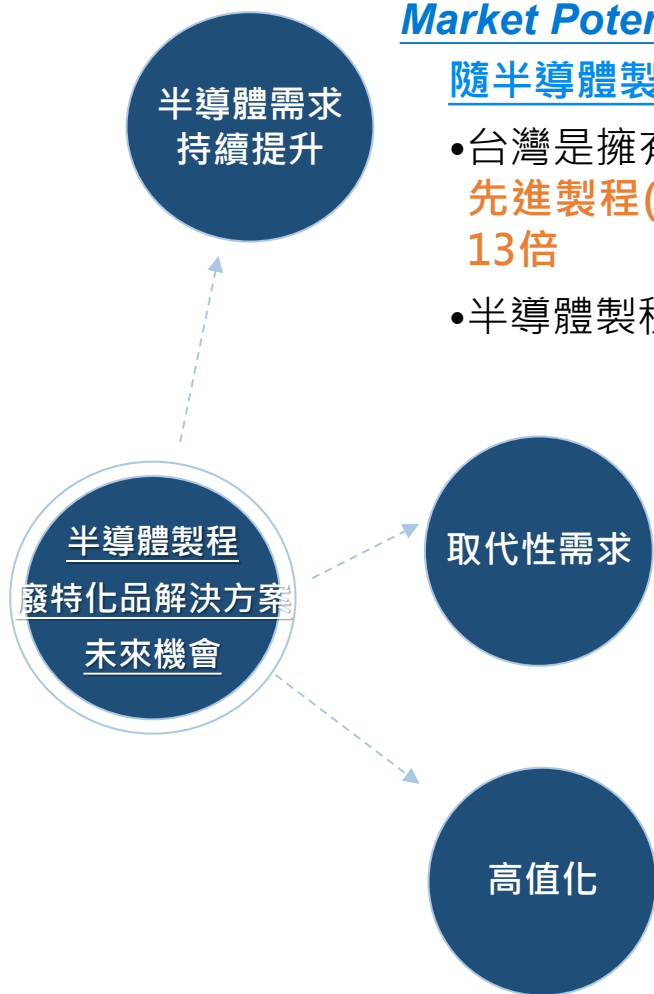 Market Poten
隨半導體製
半導體需求
持續提升
•台灣是擁有
先進製程(
13倍
•半導體製程
半導體製程
廢特化品解決方案
未來機會
取代性需求
高值化